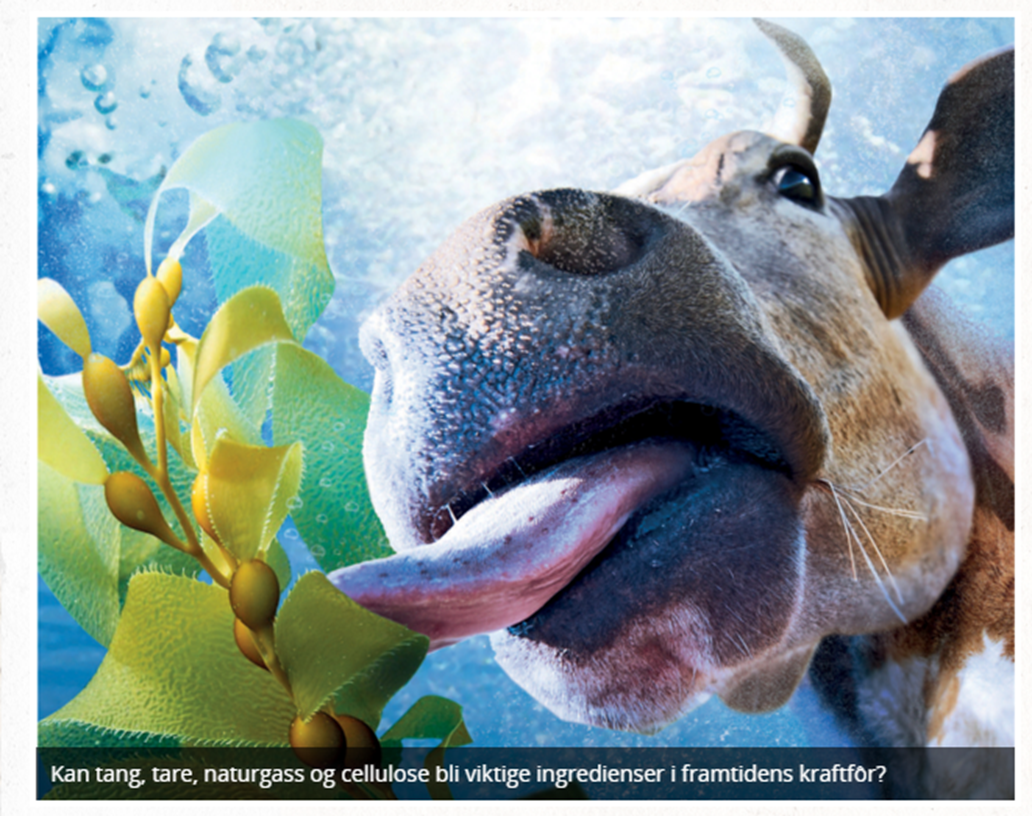 Kan tang, tare, naturgass og cellulose bli viktige ingredienser i framtidens kraftfôr?